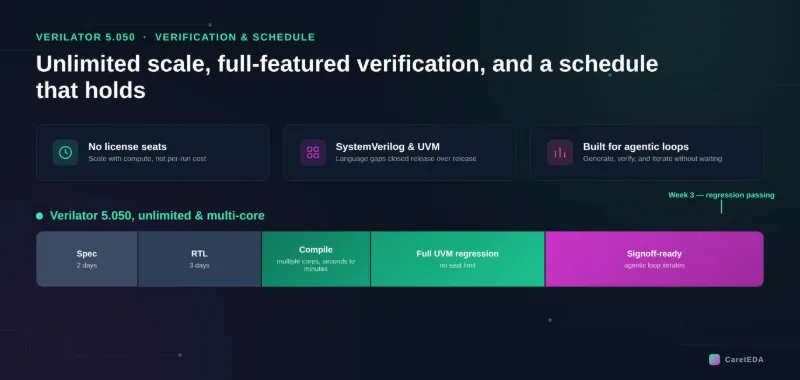 VERILATOR 5.050 · VERIFICATION & SCHEDULE
Unlimited scale, full-featured verification, and a schedule
that holds
No license seats
Scale with compute, not per-run cost
SystemVerilog & UVM
Language gaps closed release over release
Built for agentic loops
Generate, verify, and iterate without waiting
Week 3 — regression passing
Verilator 5.050, unlimited & multi-core
Spec
2 days
RTL
3 days
Compile
multiple cores, seconds to
minutes
Full UVM regression
no seat limit
Signoff-ready
agentic loop iterates
CaretEDA